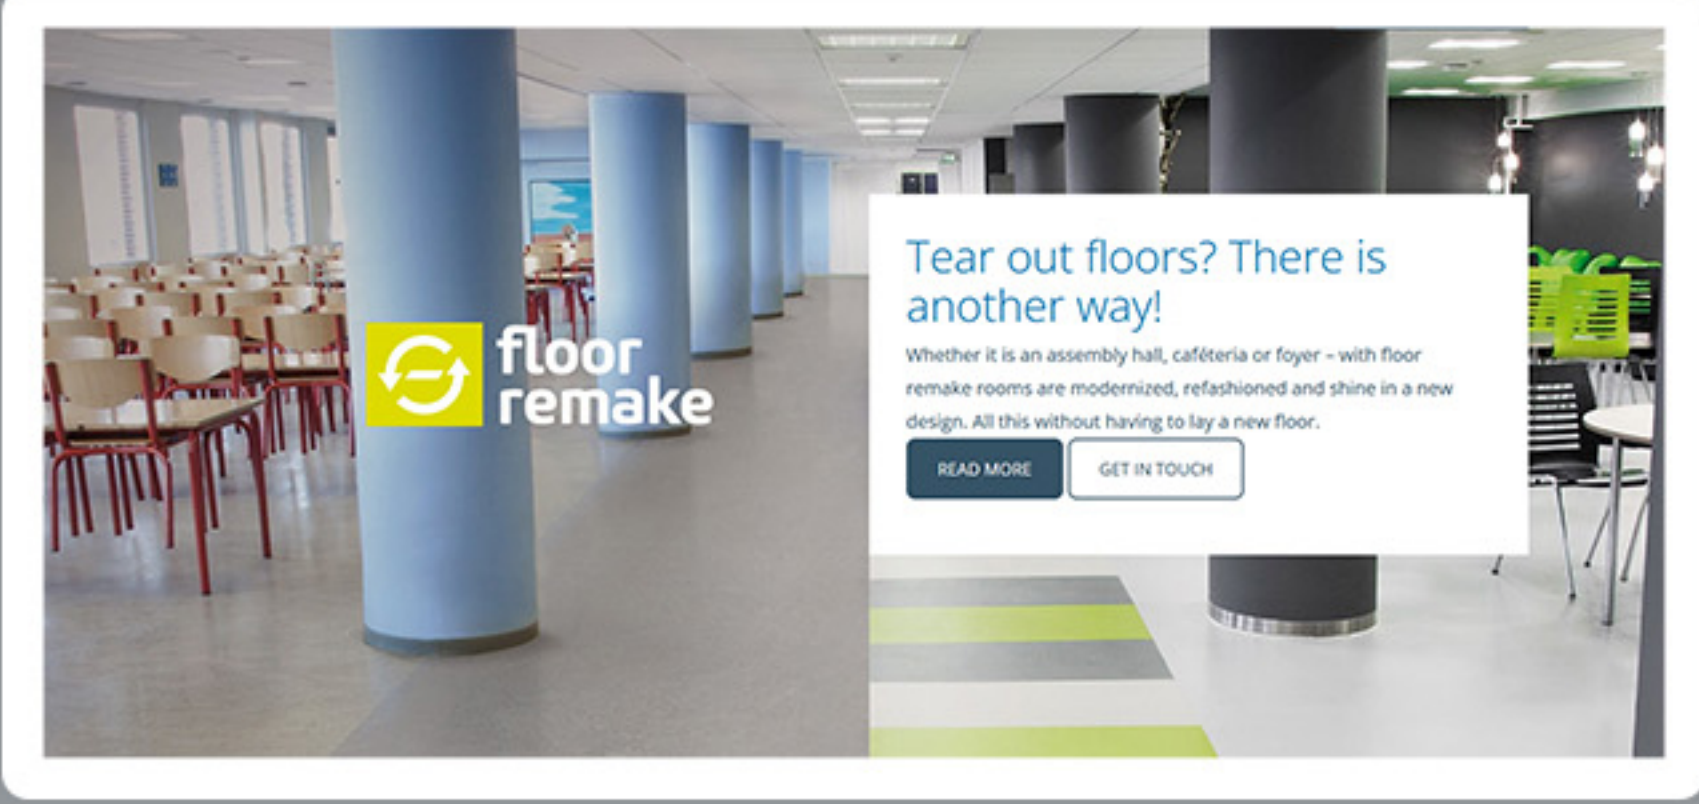 floor
remake
Tear out floors? There is
another way!
Whether it is an assembly hall, caféteria or foyer – with floor
remake rooms are modernized, refashioned and shine in a new
design. All this without having to lay a new floor.
READ MORE
GET IN TOUCH